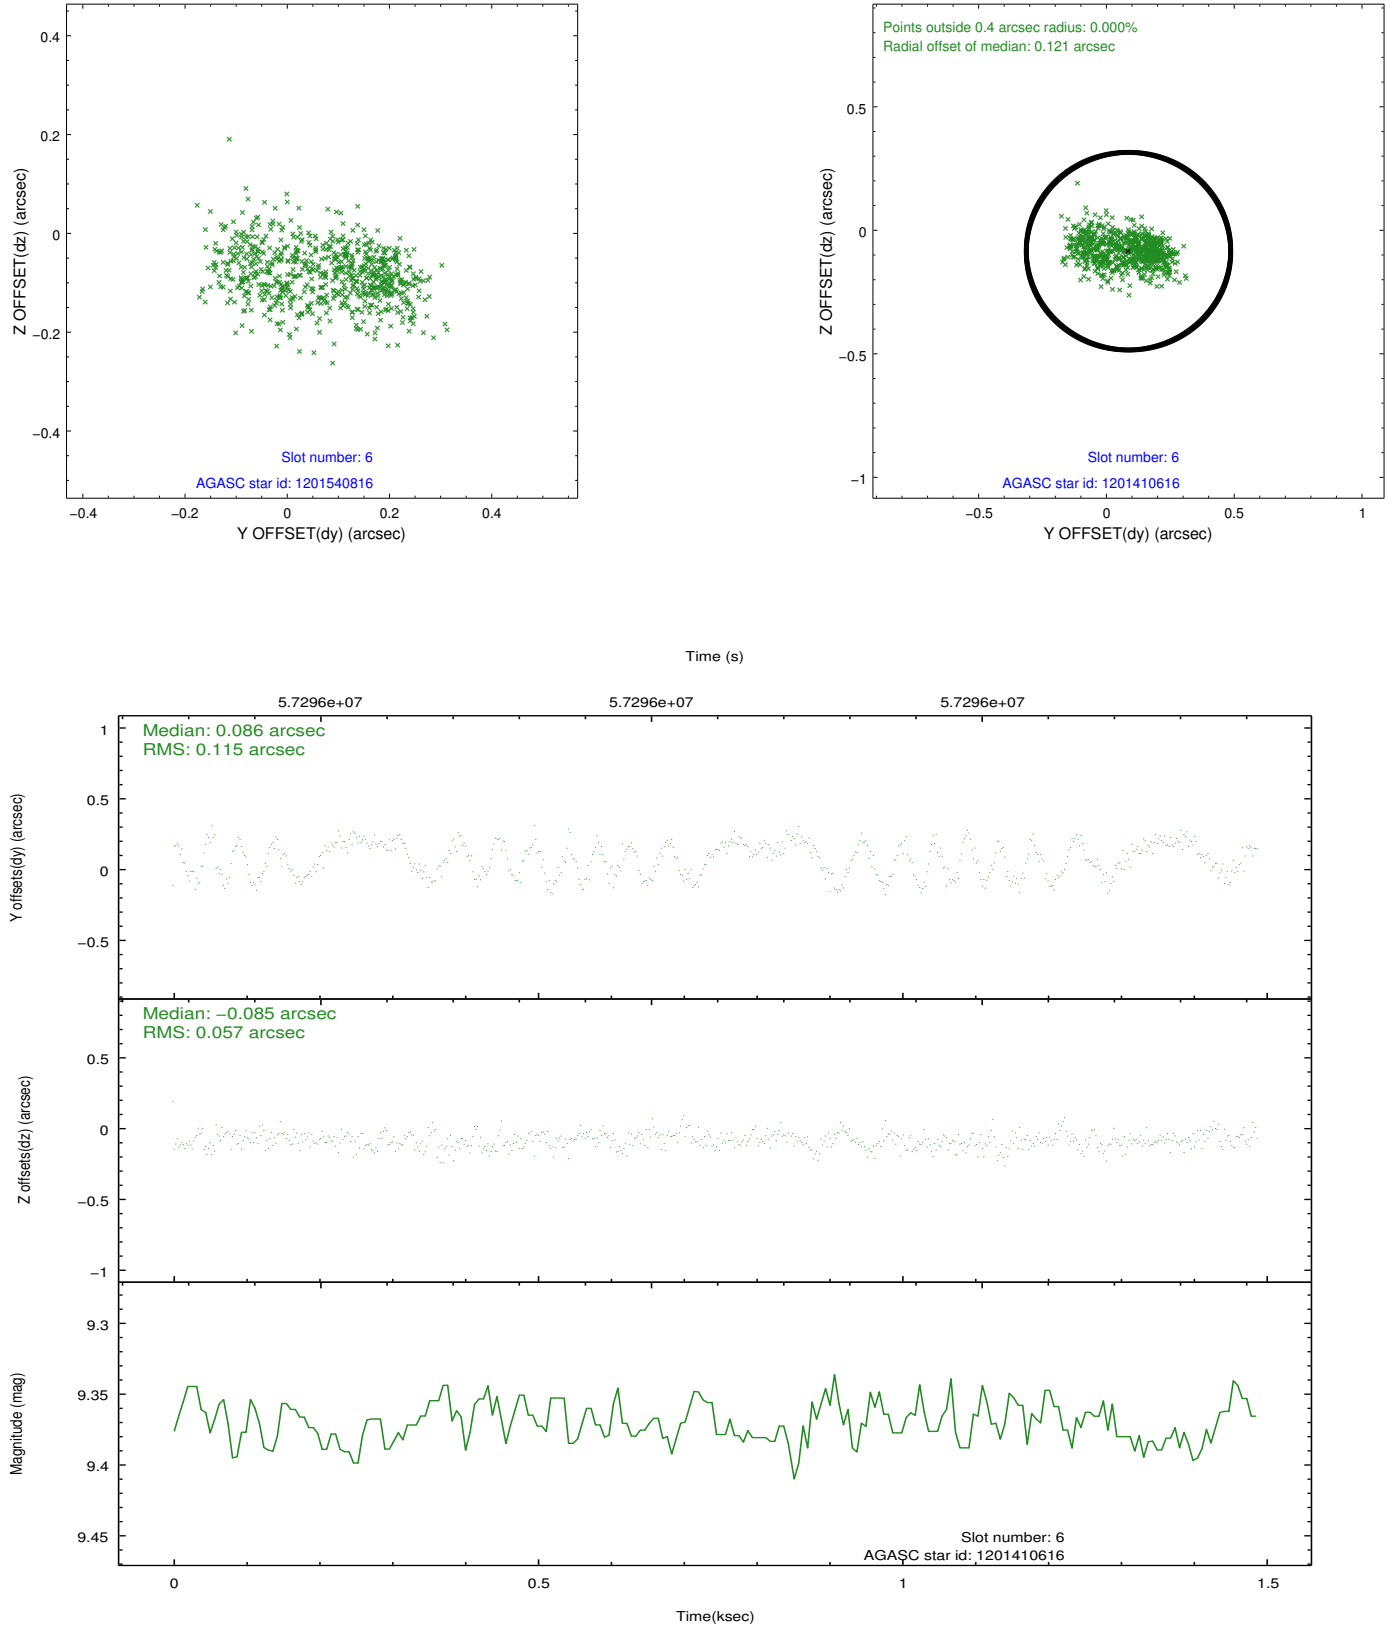 0.4
0.2
0
−0.2
−0.4
Z OFFSET(dz) (arcsec)
Slot number: 6
AGASC star id: 1201540816
−0.4
−0.2
0
0.2
0.4
Y OFFSET(dy) (arcsec)
Points outside 0.4 arcsec radius: 0.000%
Radial offset of median: 0.121 arcsec
0.5
0
−0.5
−1
Z OFFSET(dz) (arcsec)
Slot number: 6
AGASC star id: 1201410616
−0.5
0
0.5
1
Y OFFSET(dy) (arcsec)
Time (s)
5.7296e+07
5.7296e+07
5.7296e+07
Median: 0.086 arcsec
RMS: 0.115 arcsec
1
0.5
0
−0.5
Y offsets(dy) (arcsec)
Median: −0.085 arcsec
RMS: 0.057 arcsec
0.5
0
−0.5
−1
Z offsets(dz) (arcsec)
9.3
9.35
9.4
9.45
Magnitude (mag)
Slot number: 6
AGASC star id: 1201410616
0
0.5
1
1.5
Time(ksec)